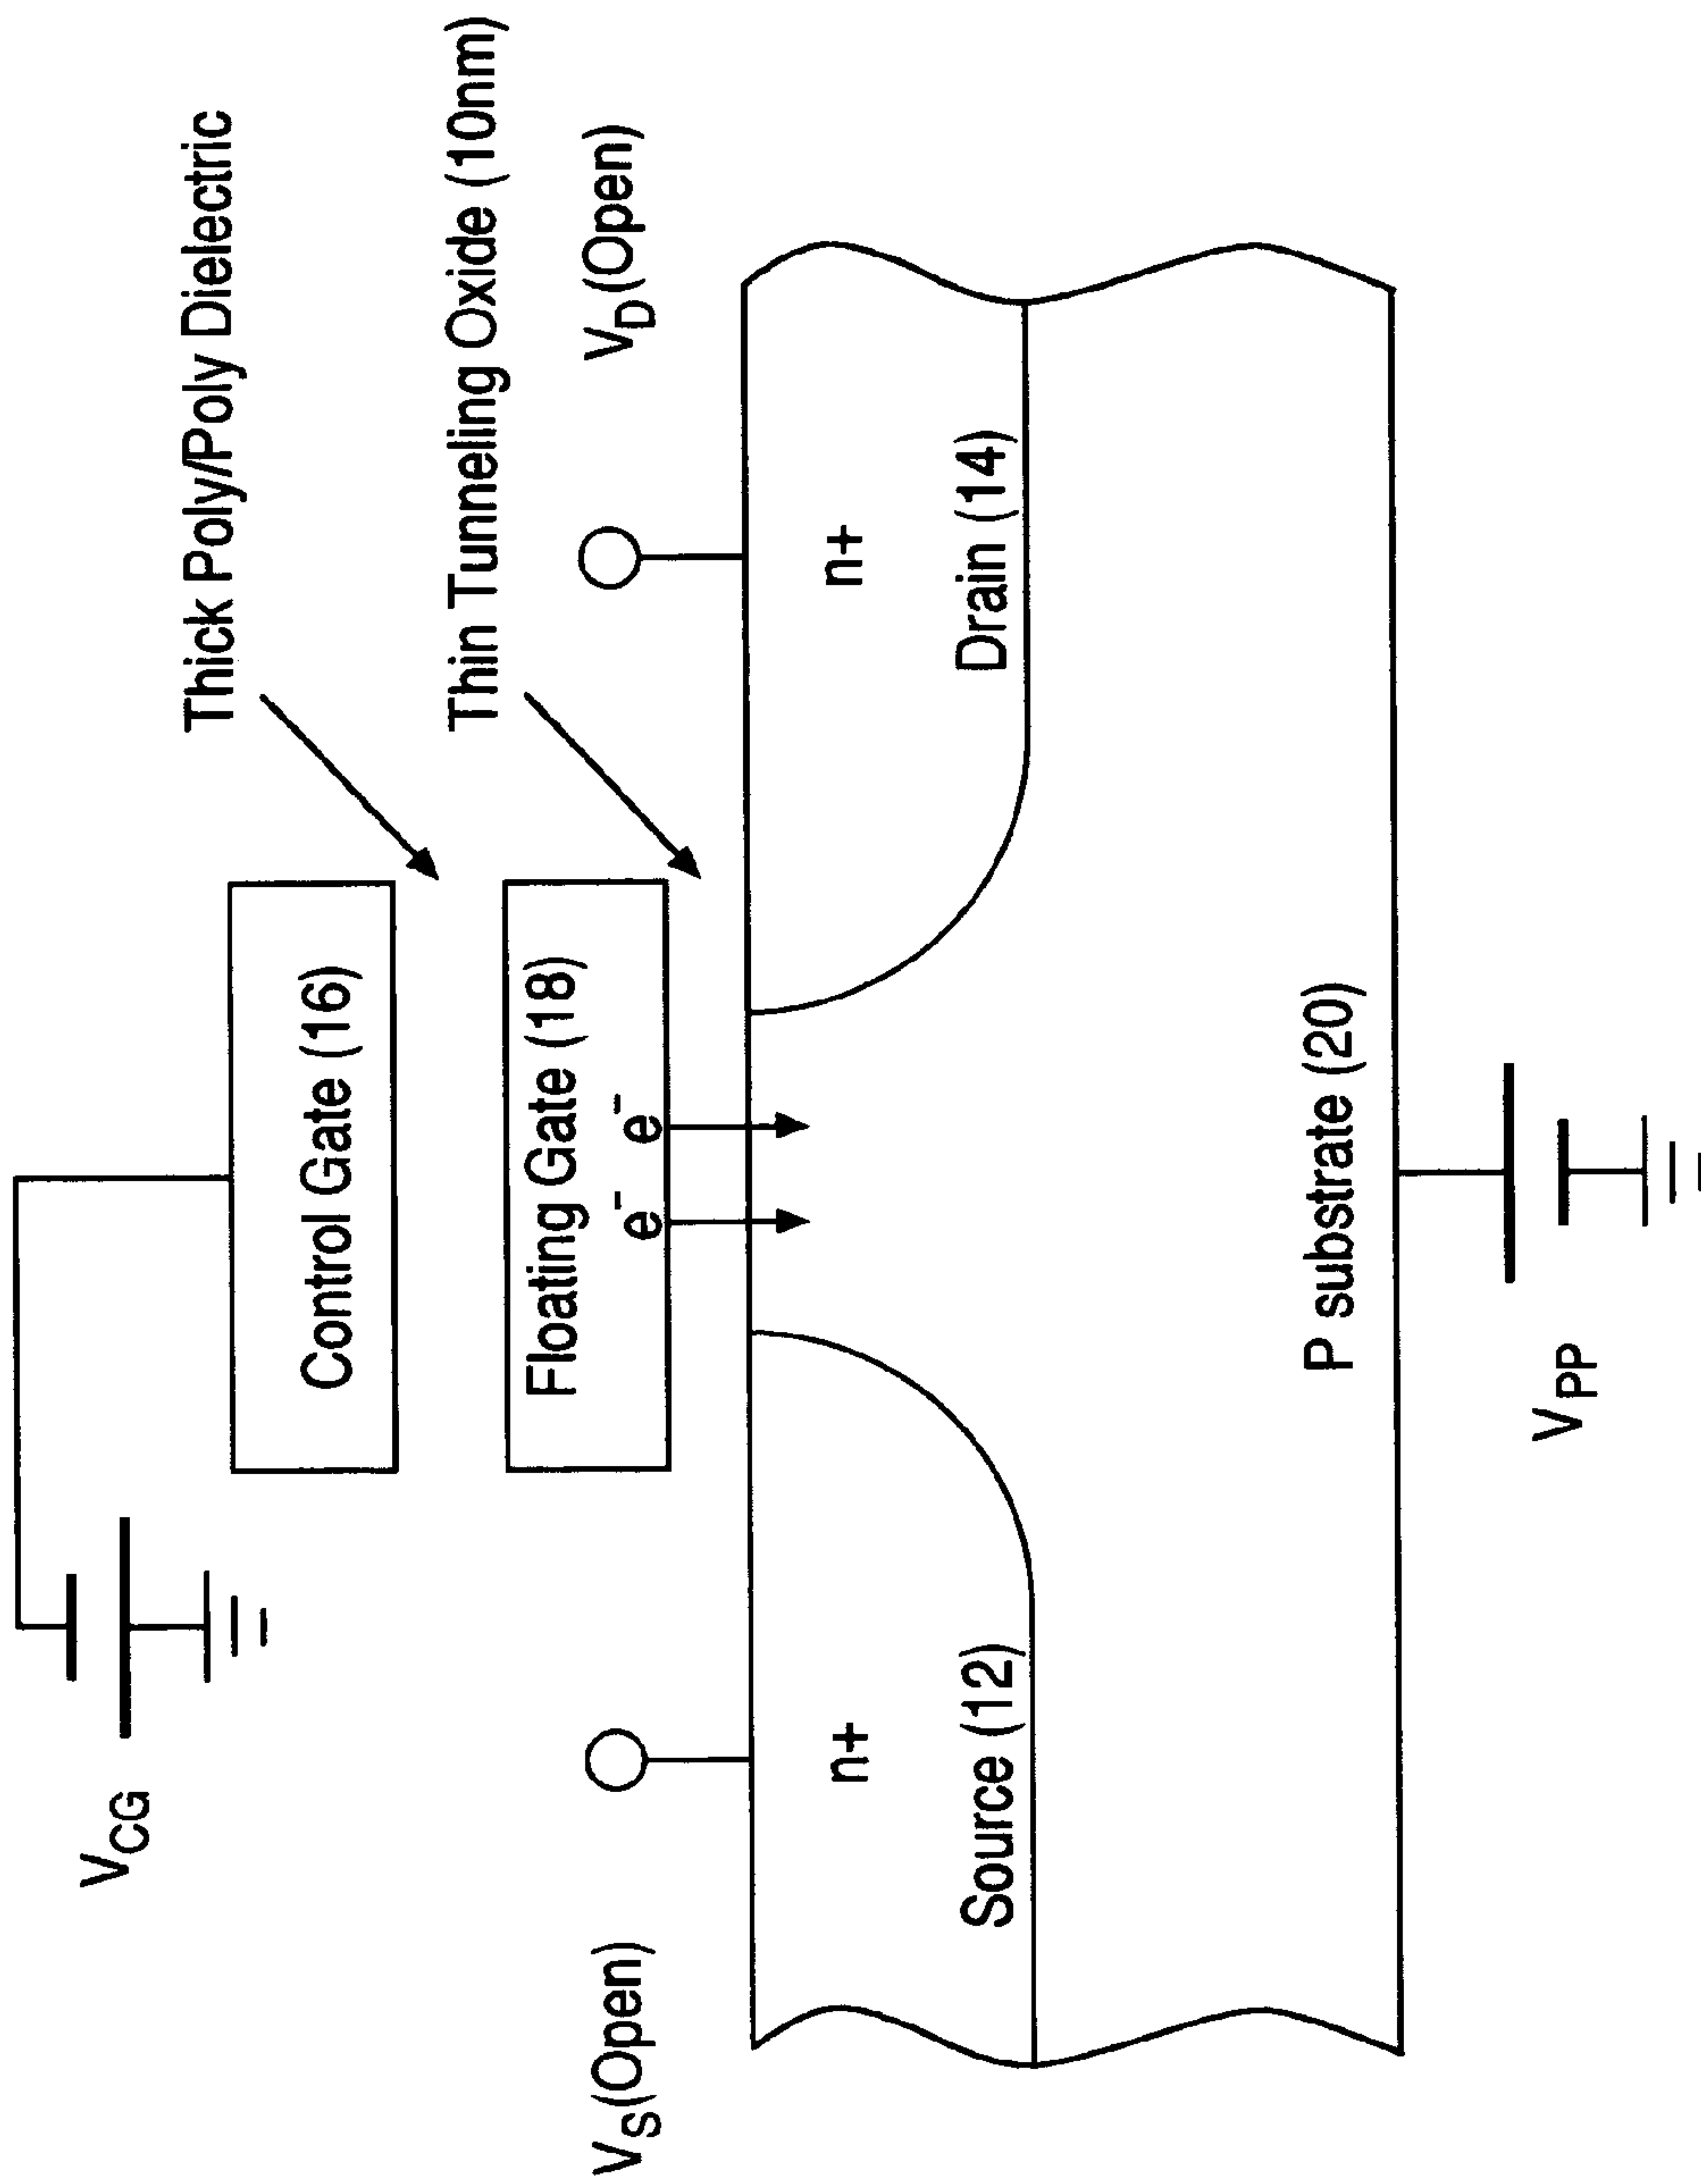 Thick Poly/Poly Dielectric
V_CG
Control Gate (16)
Thin Tunneling Oxide (10nm)
Floating Gate (18)
e⁻ e⁻
V_S(Open)
V_D(Open)
n+
n+
Source (12)
Drain (14)
P substrate (20)
V_PP